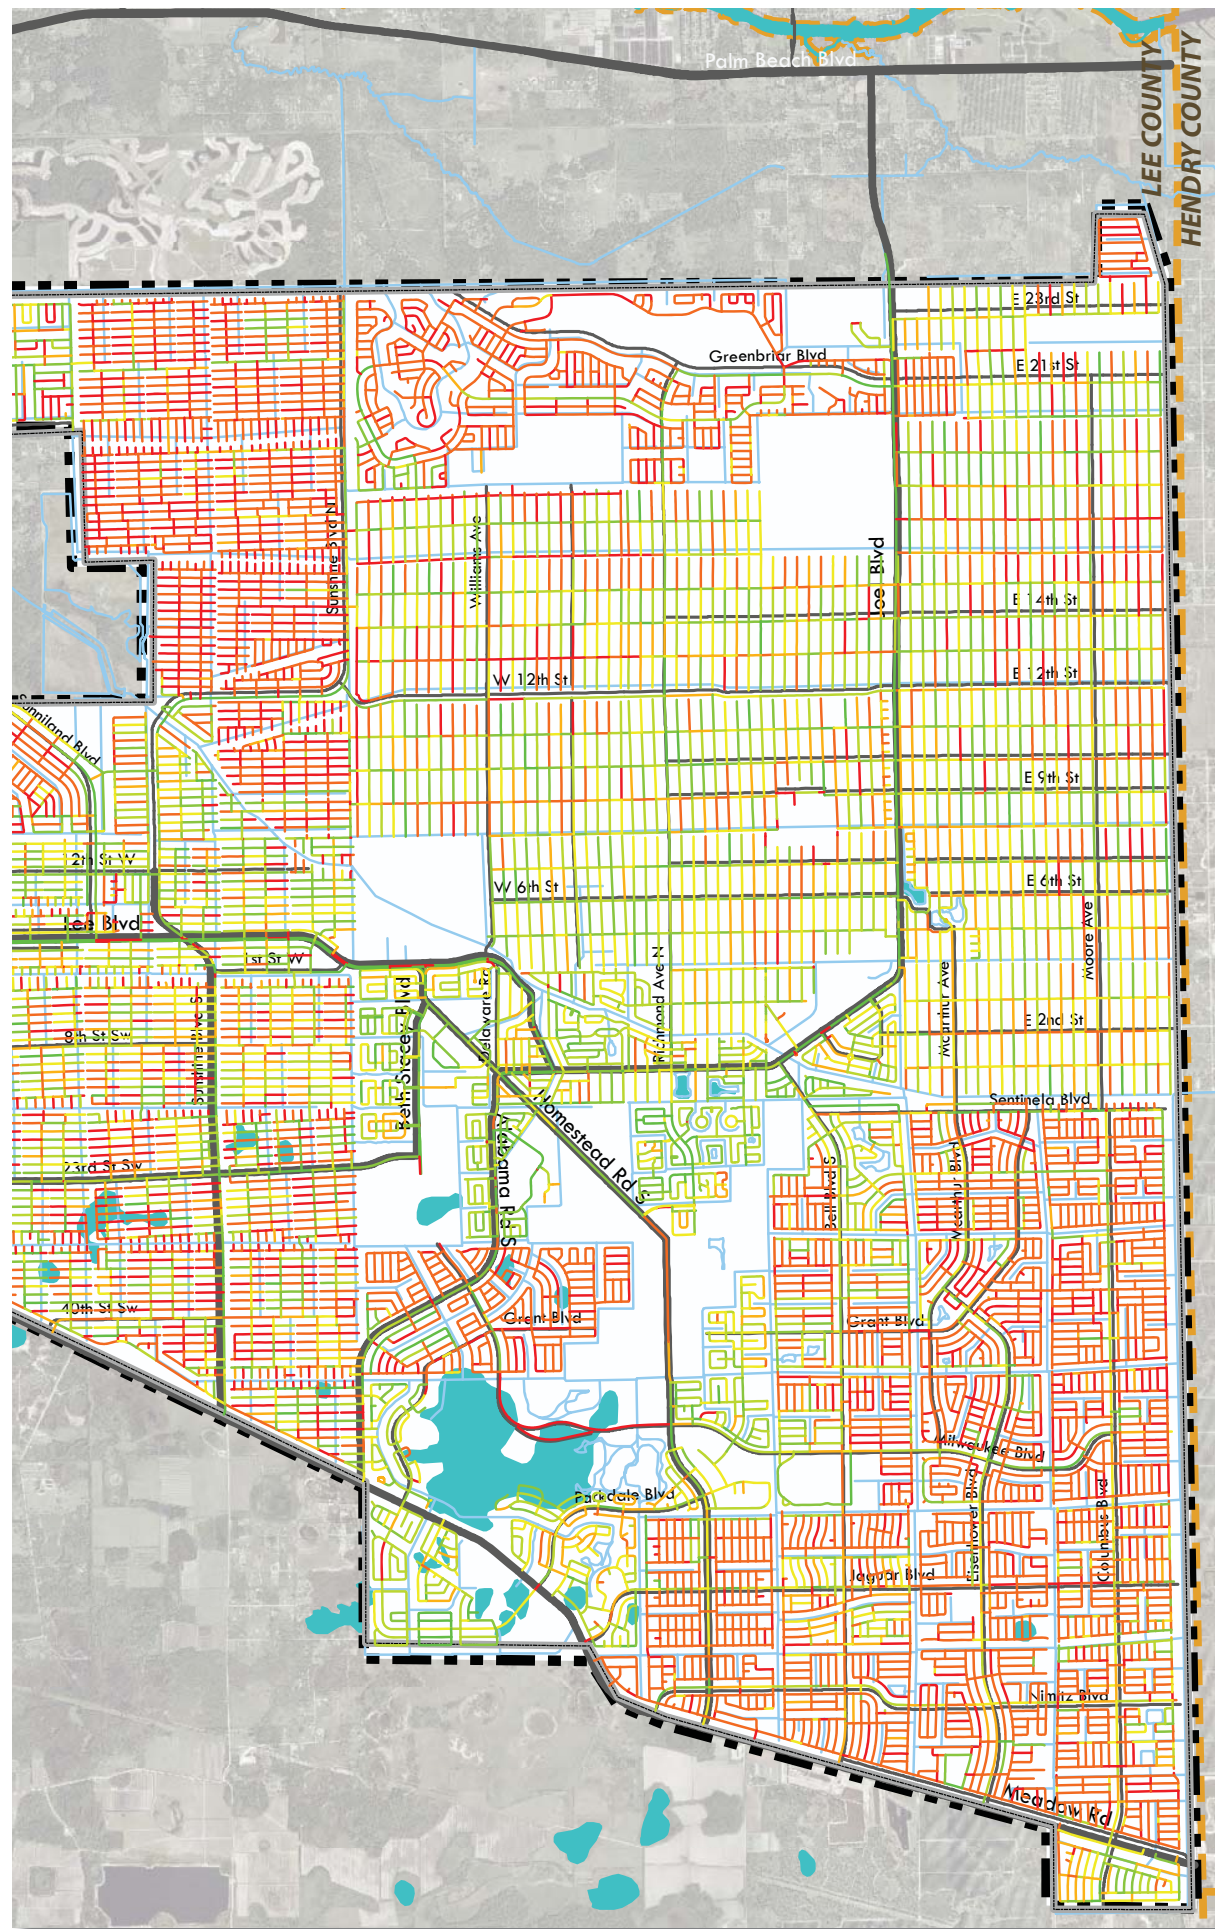 Palm Beach Blvd
LEE COUNTY
HENDRY COUNTY
E 23rd St
Greenbriar Blvd
E 21st St
Sunshine Blvd N
Williams Ave
Joel Blvd
E 14th St
W 12th St
E 12th St
unniland Blvd
E 9th St
12th St W
W 6th St
E 6th St
Lee Blvd
Moore Ave
1st St W
Richmond Ave N
Mcarthur Ave
Beth Stacey Blvd
Delaware Rd
Sunshine Blvd S
8th St Sw
E 2nd St
Homestead Rd S
Sentinela Blvd
Alabama Rd S
23rd St Sw
Bell Blvd S
Mcarthur Blvd
40th St Sw
Grant Blvd
Grant Blvd
Milwaukee Blvd
Parkdale Blvd
Eisenhower Blvd
Columbus Blvd
Jaguar Blvd
Nimitz Blvd
Meadow Rd